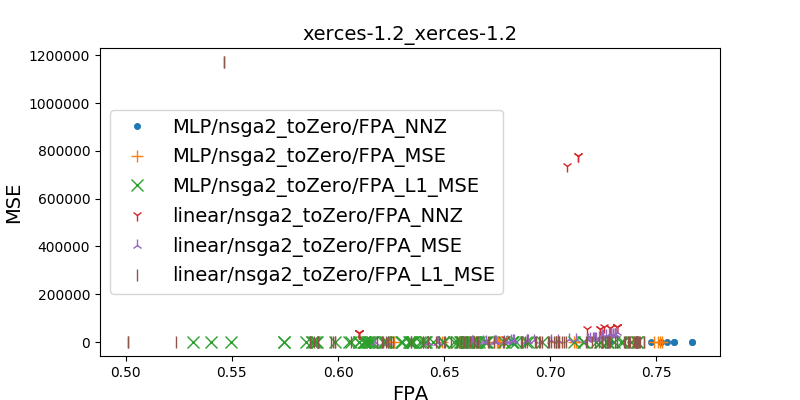 xerces-1.2_xerces-1.2
MSE
1200000
1000000
800000
600000
400000
200000
0
MLP/nsga2_toZero/FPA_NNZ
MLP/nsga2_toZero/FPA_MSE
MLP/nsga2_toZero/FPA_L1_MSE
linear/nsga2_toZero/FPA_NNZ
linear/nsga2_toZero/FPA_MSE
linear/nsga2_toZero/FPA_L1_MSE
0.50 0.55 0.60 0.65 0.70 0.75
FPA